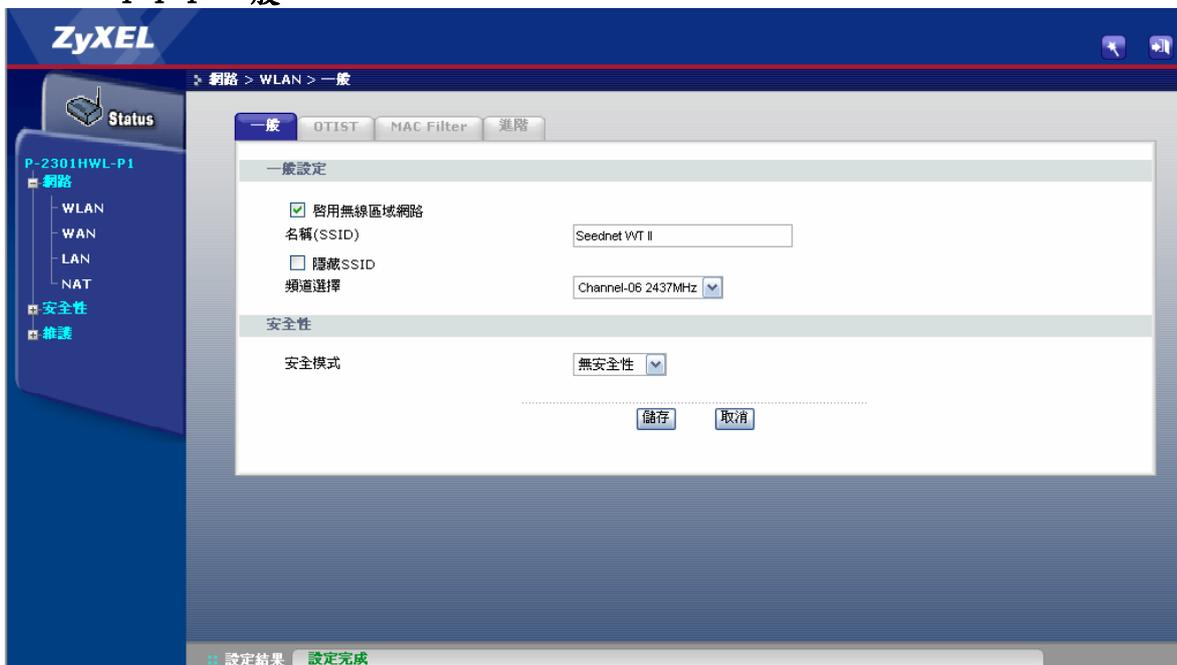 ZyXEL
網路 > WLAN > 一般
Status
一般 OTIST MAC Filter 進階
P-2301HWL-P1
網路
WLAN
WAN
LAN
NAT
安全性
維護
一般設定
啓用無線區域網路
名稱(SSID) Seednet WT II
隱藏SSID
頻道選擇 Channel-06 2437MHz
安全性
安全模式 無安全性
儲存 取消
設定結果 設定完成